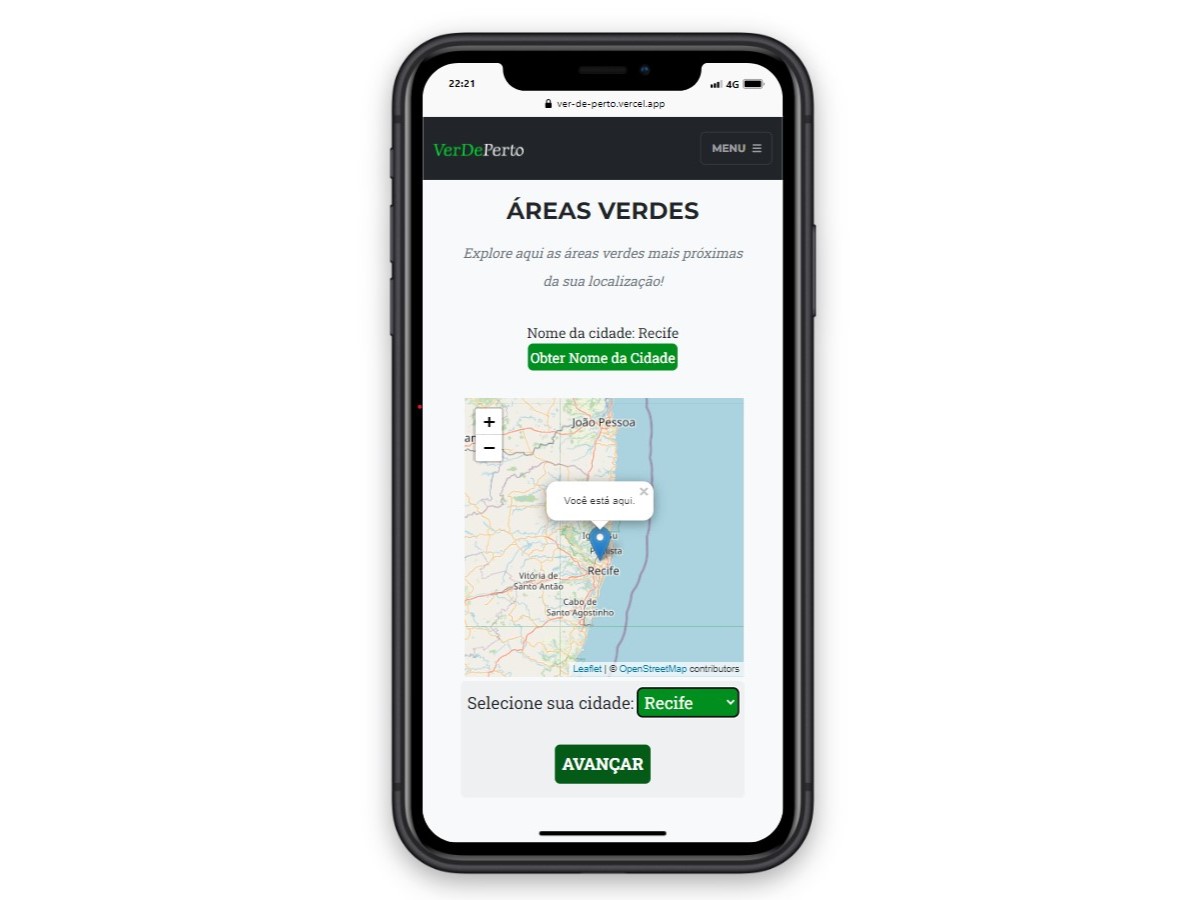 22:21
4G
ver-de-perto.vercel.app
VerDePerto
MENU ☰
ÁREAS VERDES
Explore aqui as áreas verdes mais próximas
da sua localização!
Nome da cidade: Recife
Obter Nome da Cidade
+
−
João Pessoa
Você está aqui.
×
Recife
Vitória de
Santo Antão
Cabo de
Santo Agostinho
Leaflet | © OpenStreetMap contributors
Selecione sua cidade: Recife
AVANÇAR